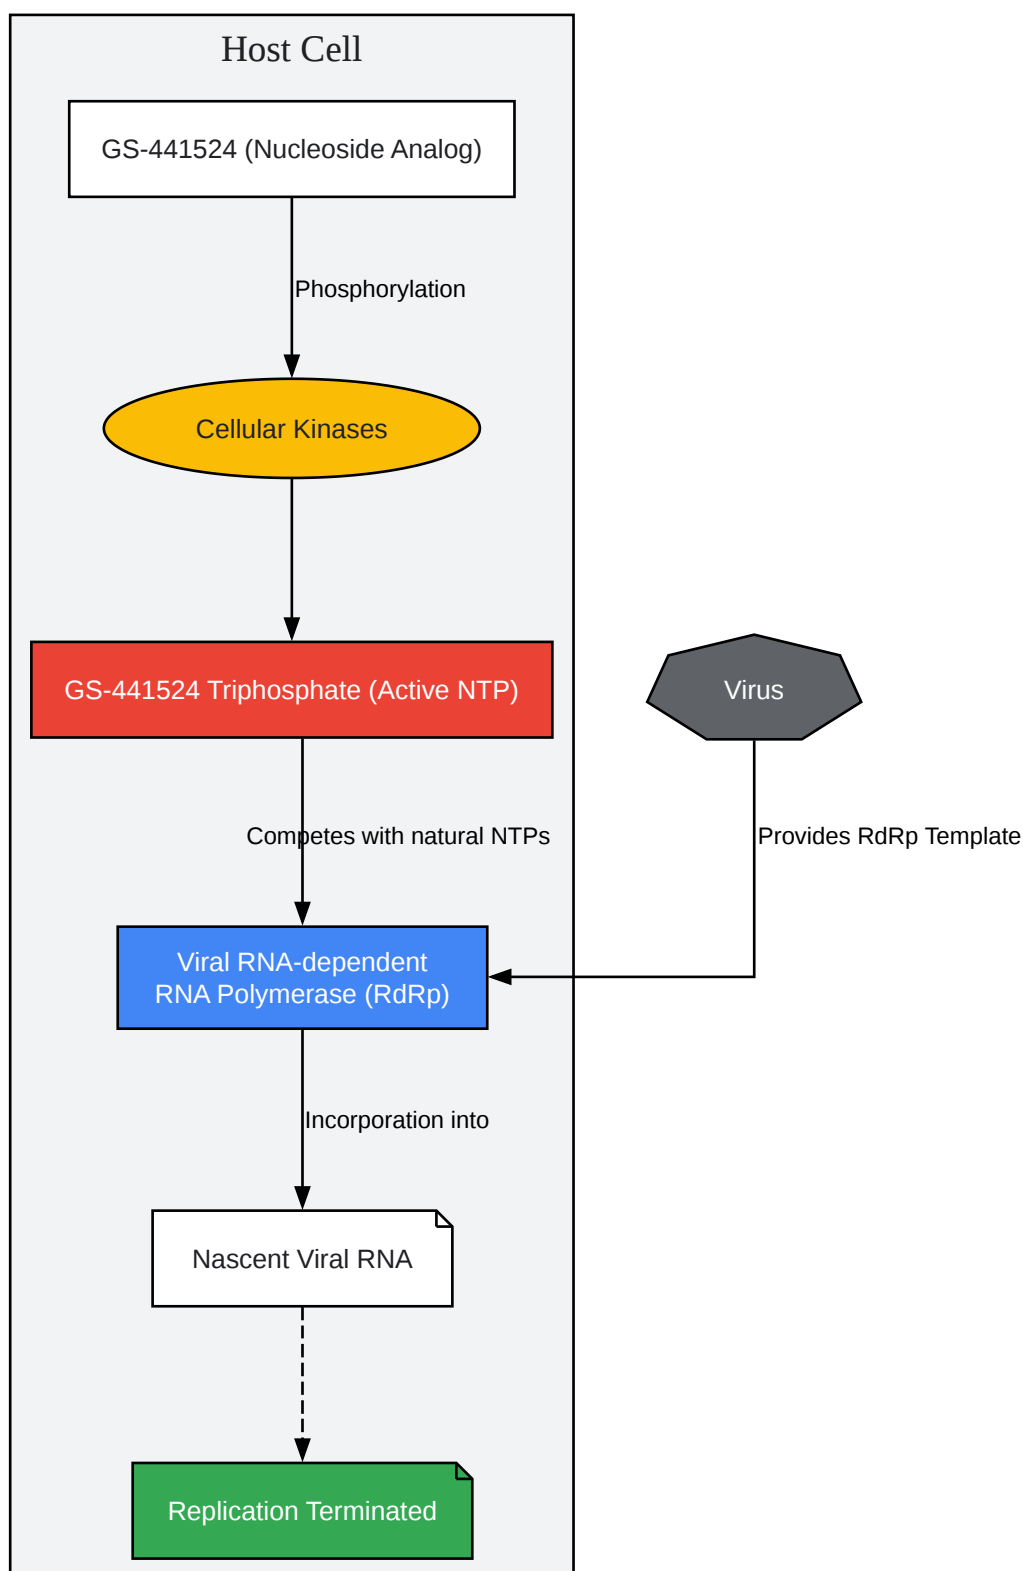 Host Cell
GS-441524 (Nucleoside Analog)
Phosphorylation
Cellular Kinases
GS-441524 Triphosphate (Active NTP)
Virus
Competes with natural NTPs
Provides RdRp Template
Viral RNA-dependent
RNA Polymerase (RdRp)
Incorporation into
Nascent Viral RNA
Replication Terminated